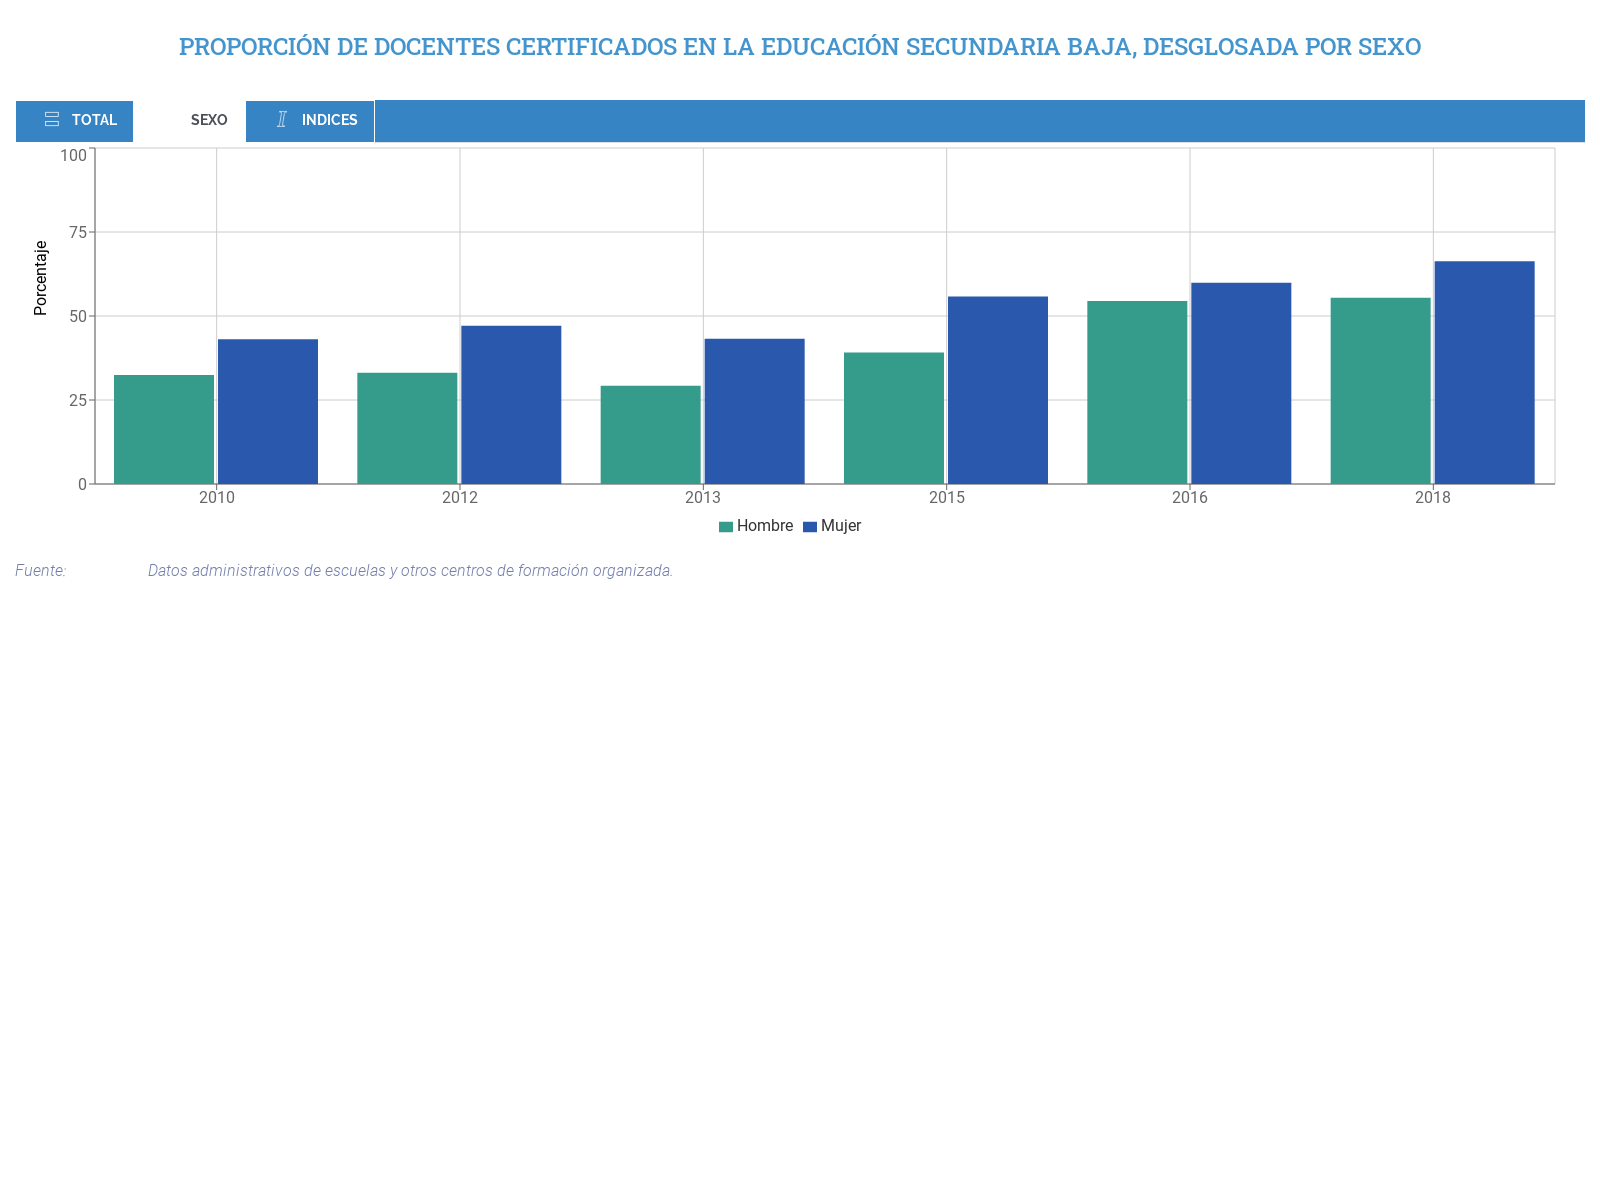 PROPORCIÓN DE DOCENTES CERTIFICADOS EN LA EDUCACIÓN SECUNDARIA BAJA, DESGLOSADA POR SEXO
TOTAL SEXO INDICES
100
75
50
25
0
Porcentaje
2010 2012 2013 2015 2016 2018
Hombre Mujer
Fuente: Datos administrativos de escuelas y otros centros de formación organizada.